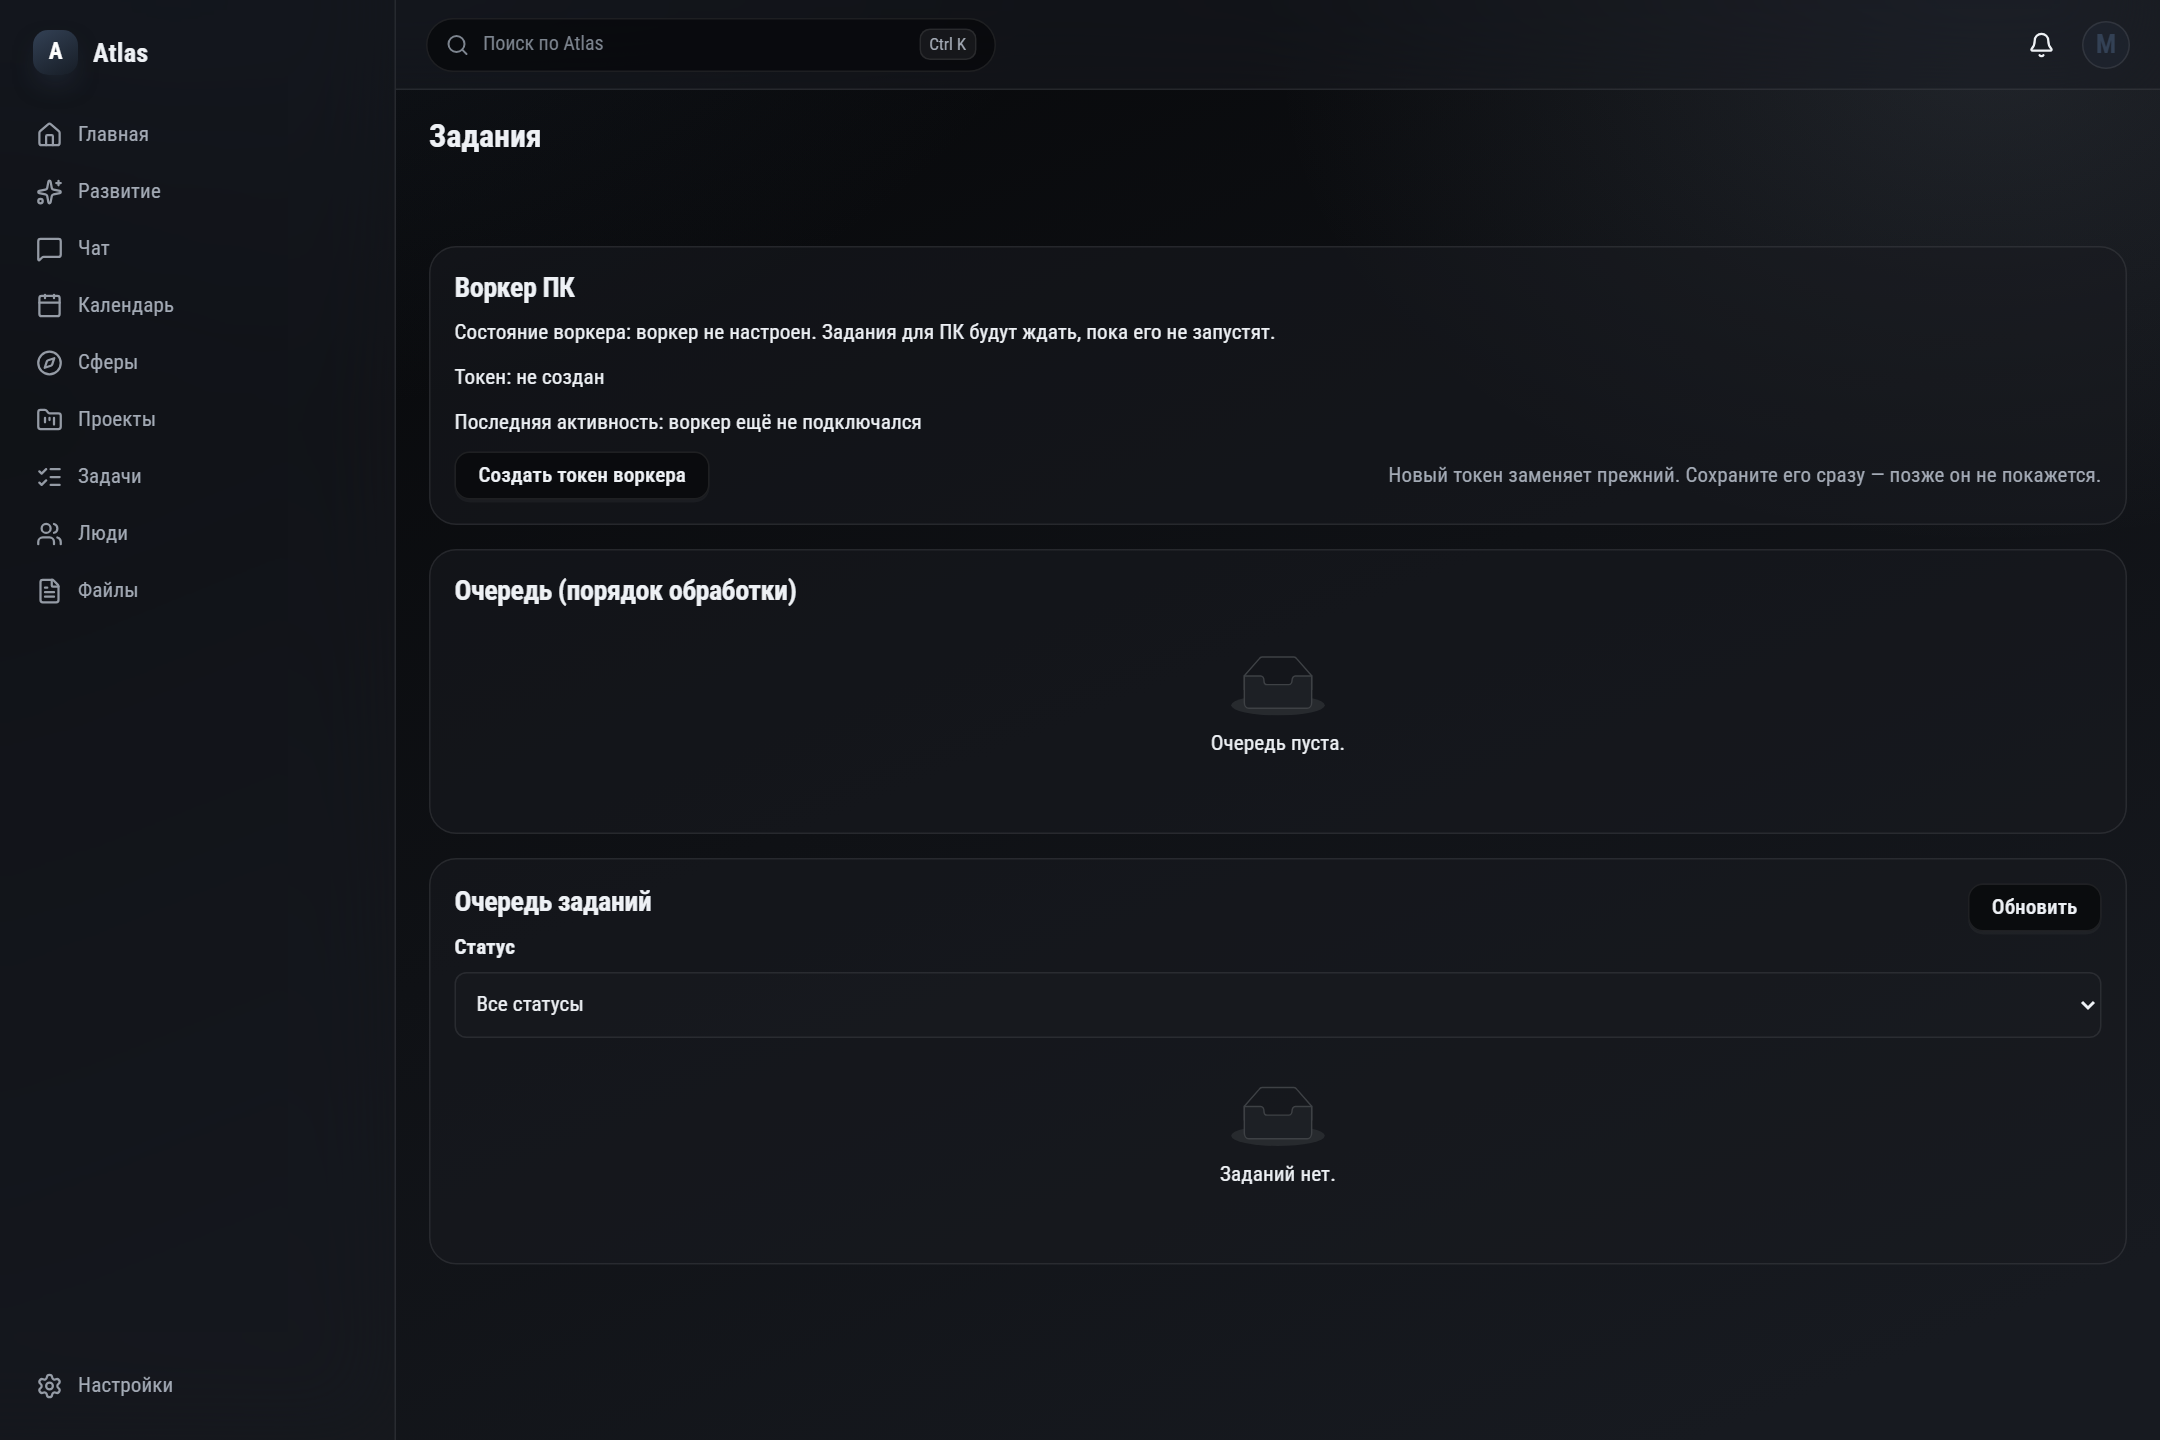 A
Atlas
Поиск по Atlas
Ctrl K
M
Главная
Развитие
Чат
Календарь
Сферы
Проекты
Задачи
Люди
Файлы
Настройки
Задания
Воркер ПК
Состояние воркера: воркер не настроен. Задания для ПК будут ждать, пока его не запустят.
Токен: не создан
Последняя активность: воркер ещё не подключался
Создать токен воркера
Новый токен заменяет прежний. Сохраните его сразу — позже он не покажется.
Очередь (порядок обработки)
Очередь пуста.
Очередь заданий
Обновить
Статус
Все статусы
Заданий нет.